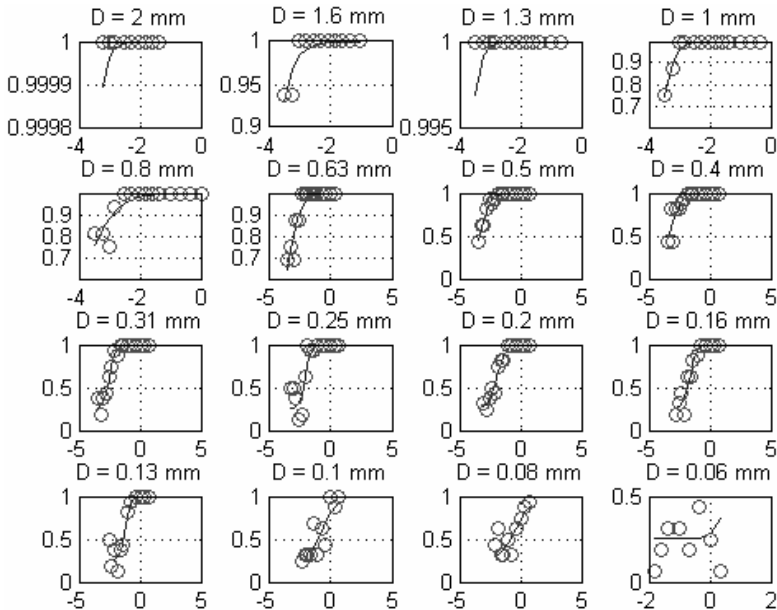 D = 2 mm D = 1.6 mm D = 1.3 mm D = 1 mm
1 1 1
0.9999 0.95 0.9
0.8
0.7
0.9998 0.9 0.995
-4 -2 0 -4 -2 0 -4 -2 0 -4 -2 0
D = 0.8 mm D = 0.63 mm D = 0.5 mm D = 0.4 mm
1 1
0.9 0.9
0.8 0.8 0.5 0.5
0.7 0.7
0 0
-4 -2 0 -5 0 5 -5 0 5 -5 0 5
D = 0.31 mm D = 0.25 mm D = 0.2 mm D = 0.16 mm
1 1 1 1
0.5 0.5 0.5 0.5
0 0 0 0
-5 0 5 -5 0 5 -5 0 5 -5 0 5
D = 0.13 mm D = 0.1 mm D = 0.08 mm D = 0.06 mm
1 1 1 0.5
0.5 0.5 0.5
0 0 0 0
-5 0 5 -5 0 5 -5 0 5 -2 0 2